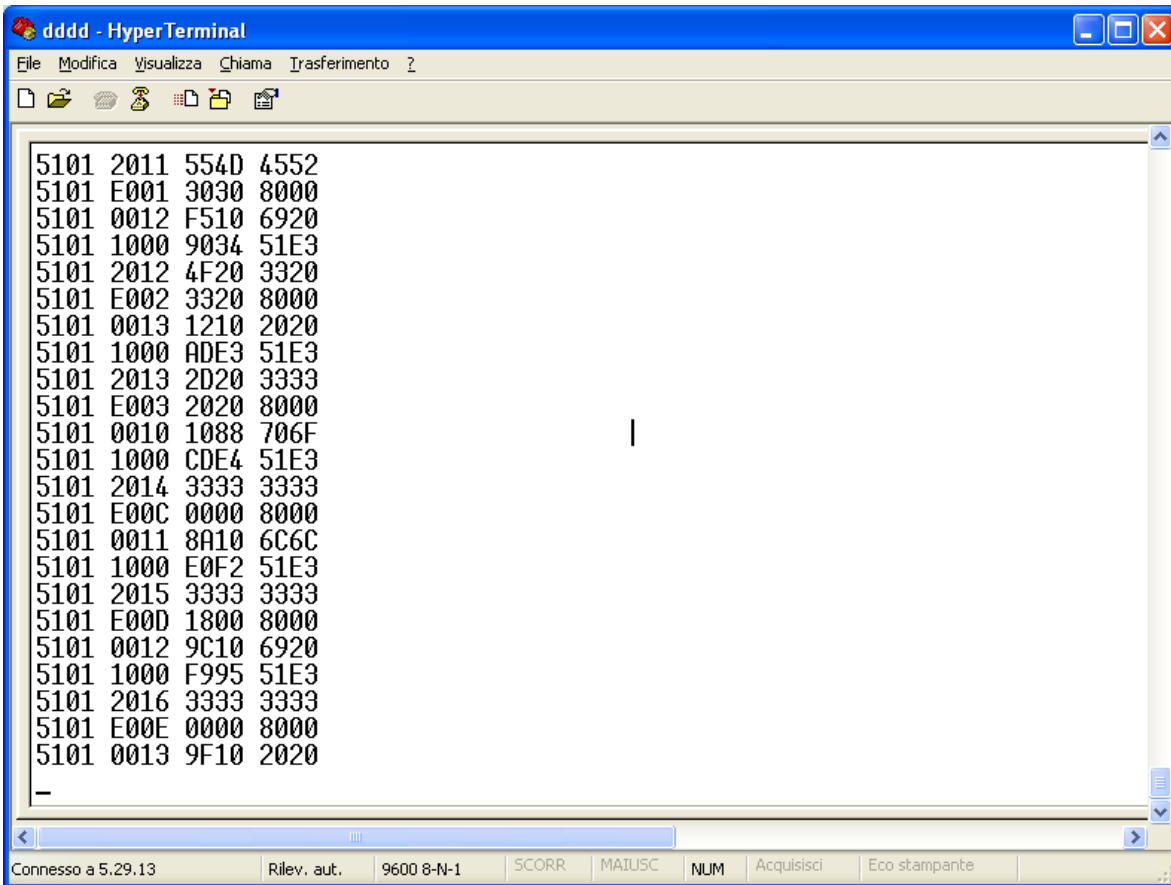 dddd - HyperTerminal
File Modifica Visualizza Chiama Trasferimento ?
5101 2011 554D 4552
5101 E001 3030 8000
5101 0012 F510 6920
5101 1000 9034 51E3
5101 2012 4F20 3320
5101 E002 3320 8000
5101 0013 1210 2020
5101 1000 ADE3 51E3
5101 2013 2D20 3333
5101 E003 2020 8000
5101 0010 1088 706F
5101 1000 CDE4 51E3
5101 2014 3333 3333
5101 E00C 0000 8000
5101 0011 8A10 6C6C
5101 1000 E0F2 51E3
5101 2015 3333 3333
5101 E00D 1800 8000
5101 0012 9C10 6920
5101 1000 F995 51E3
5101 2016 3333 3333
5101 E00E 0000 8000
5101 0013 9F10 2020
Connesso a 5.29.13 Rilev. aut. 9600 8-N-1 SCORR MAIUSC NUM Acquisisci Eco stampante